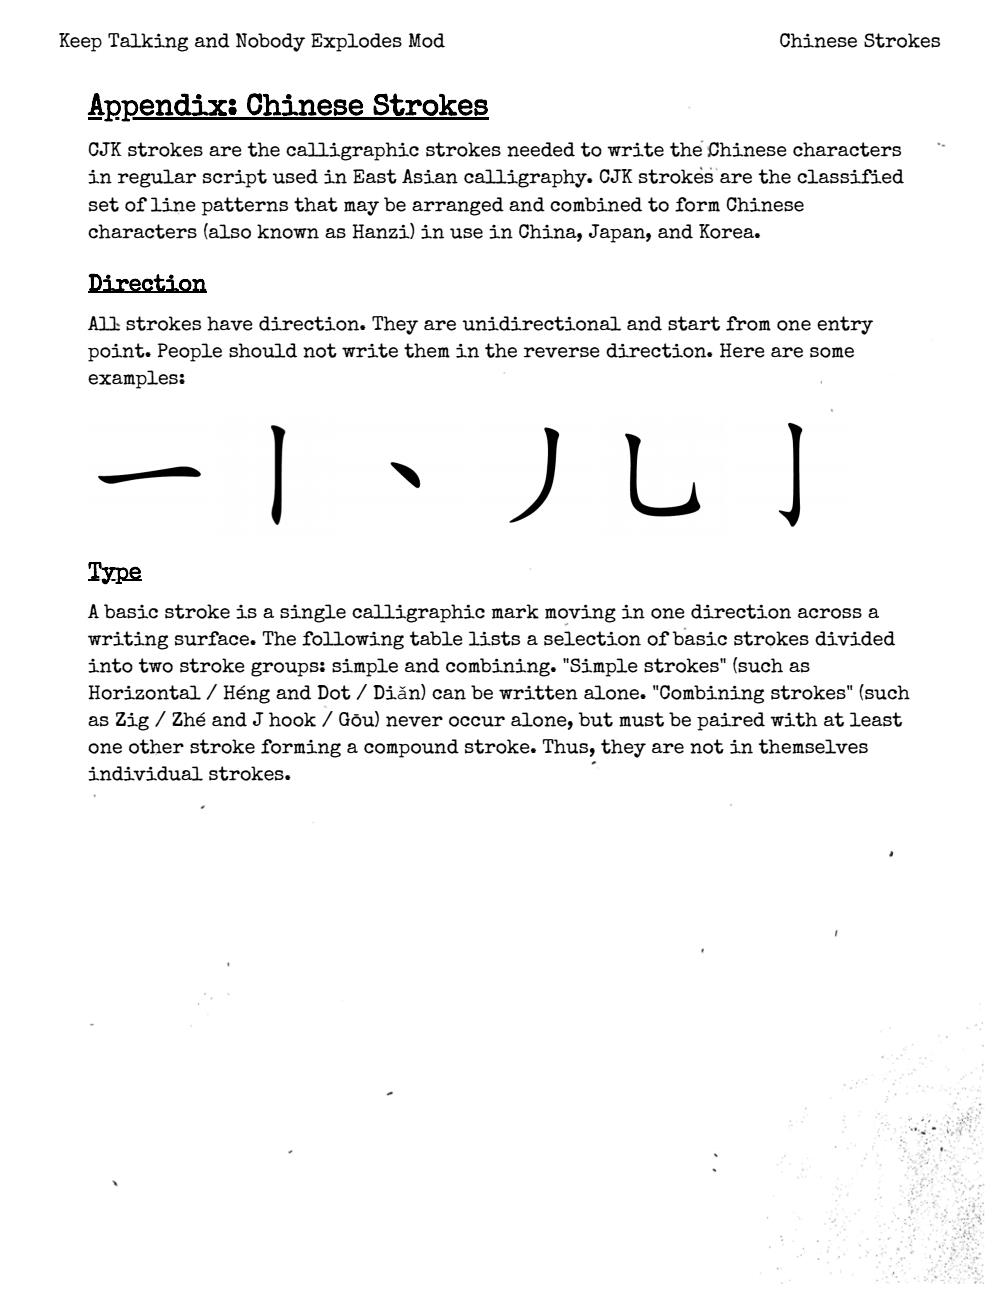 Keep Talking and Nobody Explodes Mod
Chinese Strokes
Appendix: Chinese Strokes
CJK strokes are the calligraphic strokes needed to write the Chinese characters
in regular script used in East Asian calligraphy. CJK strokes are the classified
set of line patterns that may be arranged and combined to form Chinese
characters (also known as Hanzi) in use in China, Japan, and Korea.
Direction
All strokes have direction. They are unidirectional and start from one entry
point. People should not write them in the reverse direction. Here are some
examples:
一 丨 丶 丿 乚 亅
Type
A basic stroke is a single calligraphic mark moving in one direction across a
writing surface. The following table lists a selection of basic strokes divided
into two stroke groups: simple and combining. "Simple strokes" (such as
Horizontal / Héng and Dot / Diǎn) can be written alone. "Combining strokes" (such
as Zig / Zhé and J hook / Gōu) never occur alone, but must be paired with at least
one other stroke forming a compound stroke. Thus, they are not in themselves
individual strokes.